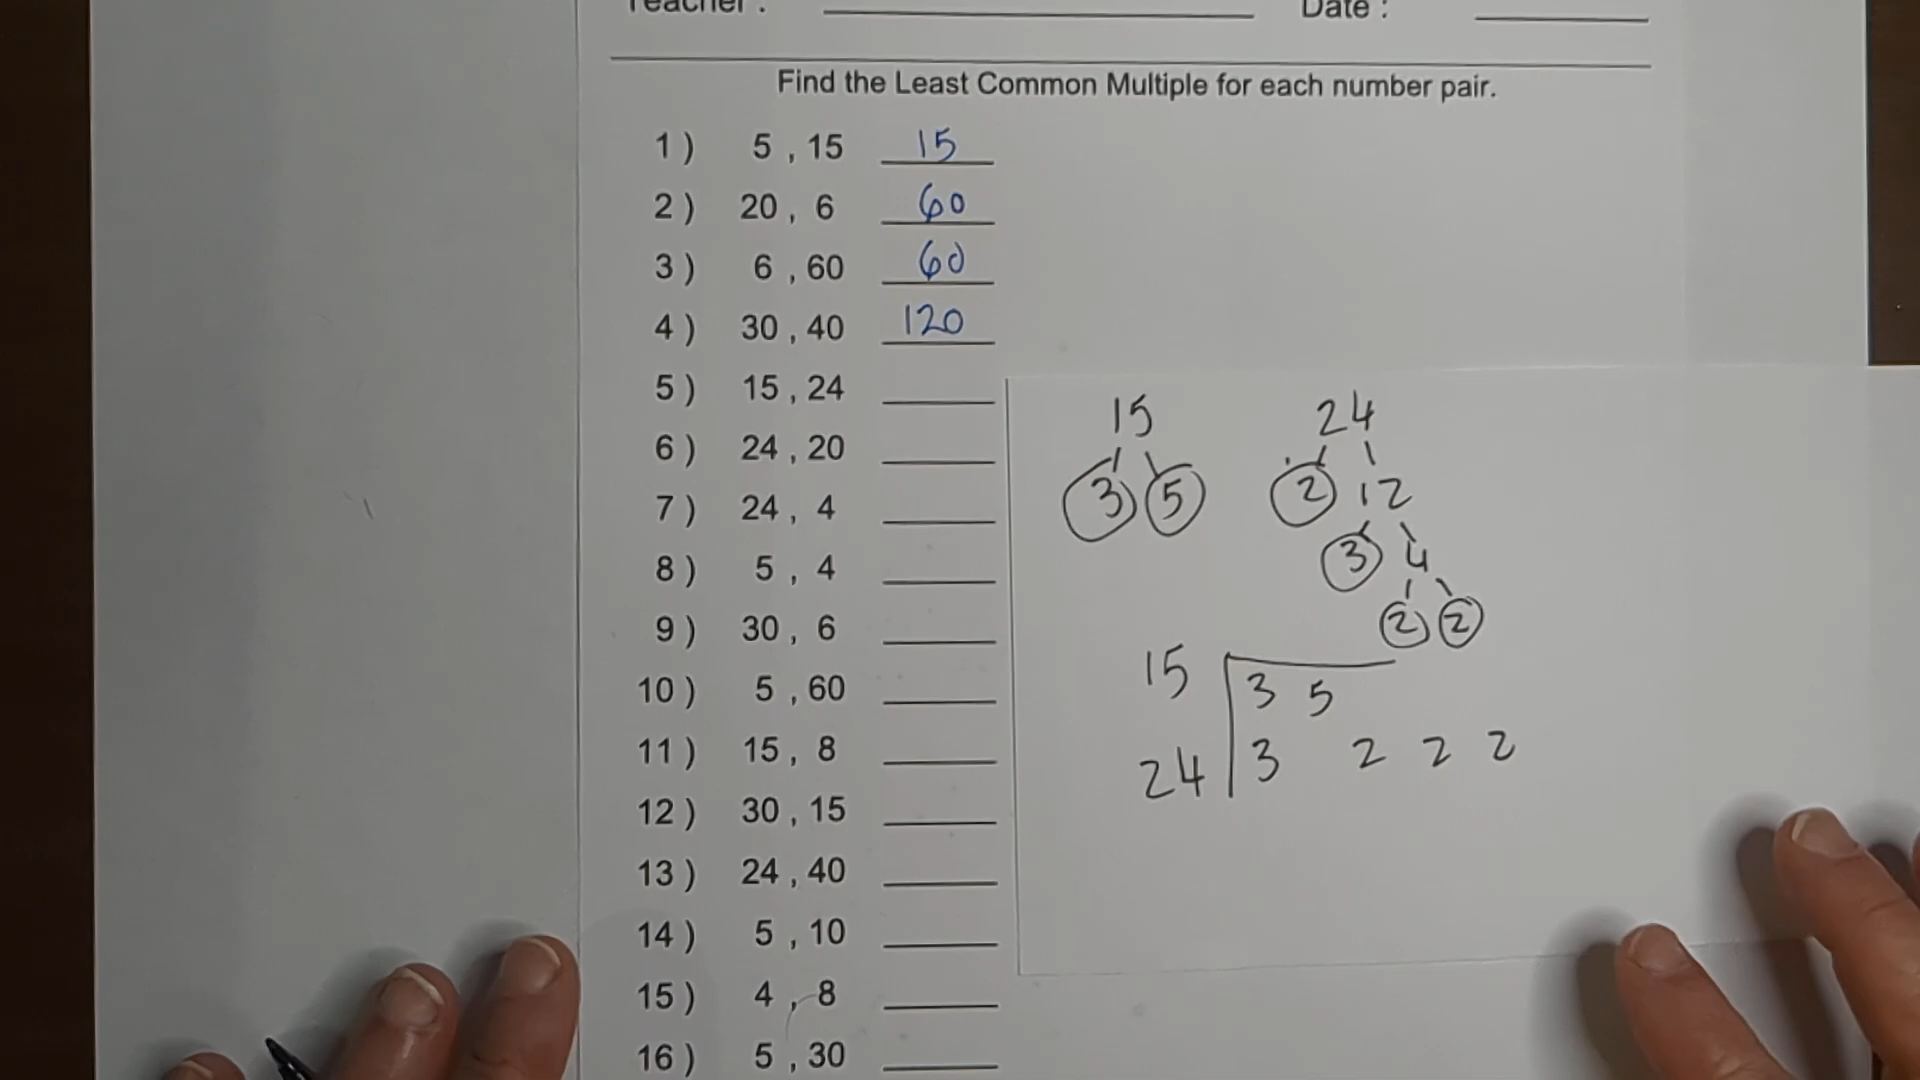 Teacher : Date :
Find the Least Common Multiple for each number pair.
1 ) 5 , 15 15
2 ) 20 , 6 60
3 ) 6 , 60 60
4 ) 30 , 40 120
5 ) 15 , 24
6 ) 24 , 20
7 ) 24 , 4
8 ) 5 , 4
9 ) 30 , 6
10 ) 5 , 60
11 ) 15 , 8
12 ) 30 , 15
13 ) 24 , 40
14 ) 5 , 10
15 ) 4 , 8
16 ) 5 , 30
15 24
3 5 2 12
3 4
2 2
15 3 5
24 3 2 2 2